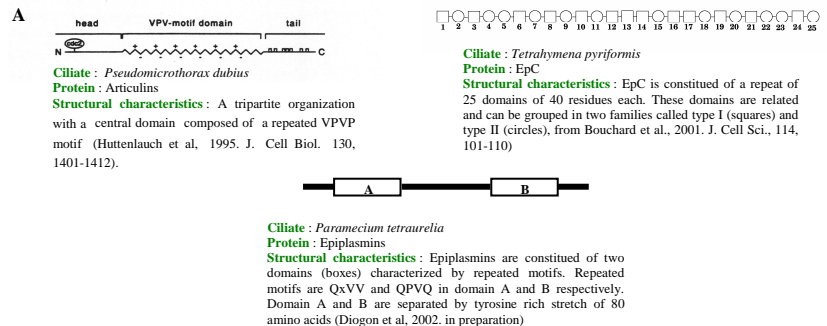 A
head VPV-motif domain tail
cdc2
+ + + + + +
- - - - - -
N C
Ciliate : Pseudomicrothorax dubius
Protein : Articulins
Structural characteristics : A tripartite organization
with a central domain composed of a repeated VPVP
motif (Huttenlauch et al, 1995. J. Cell Biol. 130,
1401-1412).
1 2 3 4 5 6 7 8 9 10 11 12 13 14 15 16 17 18 19 20 21 22 23 24 25
Ciliate : Tetrahymena pyriformis
Protein : EpC
Structural characteristics : EpC is constitued of a repeat of
25 domains of 40 residues each. These domains are related
and can be grouped in two families called type I (squares) and
type II (circles), from Bouchard et al., 2001. J. Cell Sci., 114,
101-110)
A B
Ciliate : Paramecium tetraurelia
Protein : Epiplasmins
Structural characteristics : Epiplasmins are constitued of two
domains (boxes) characterized by repeated motifs. Repeated
motifs are QxVV and QPVQ in domain A and B respectively.
Domain A and B are separated by tyrosine rich stretch of 80
amino acids (Diogon et al, 2002. in preparation)